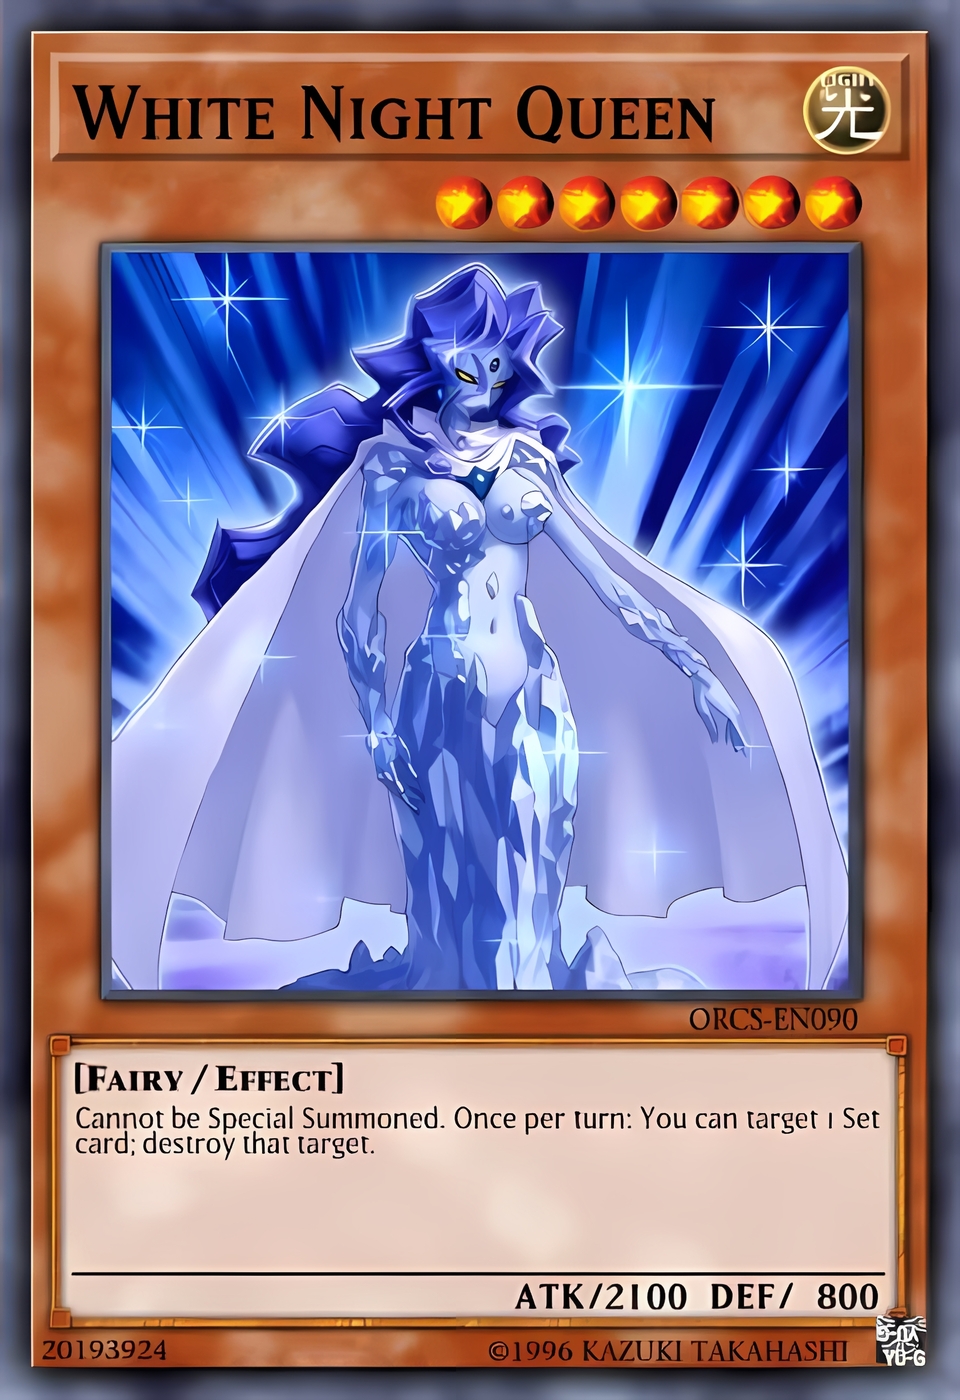 WHITE NIGHT QUEEN
光
ORCS-EN090
[FAIRY / EFFECT]
Cannot be Special Summoned. Once per turn: You can target 1 Set
card; destroy that target.
ATK/2100 DEF/ 800
20193924
©1996 KAZUKI TAKAHASHI